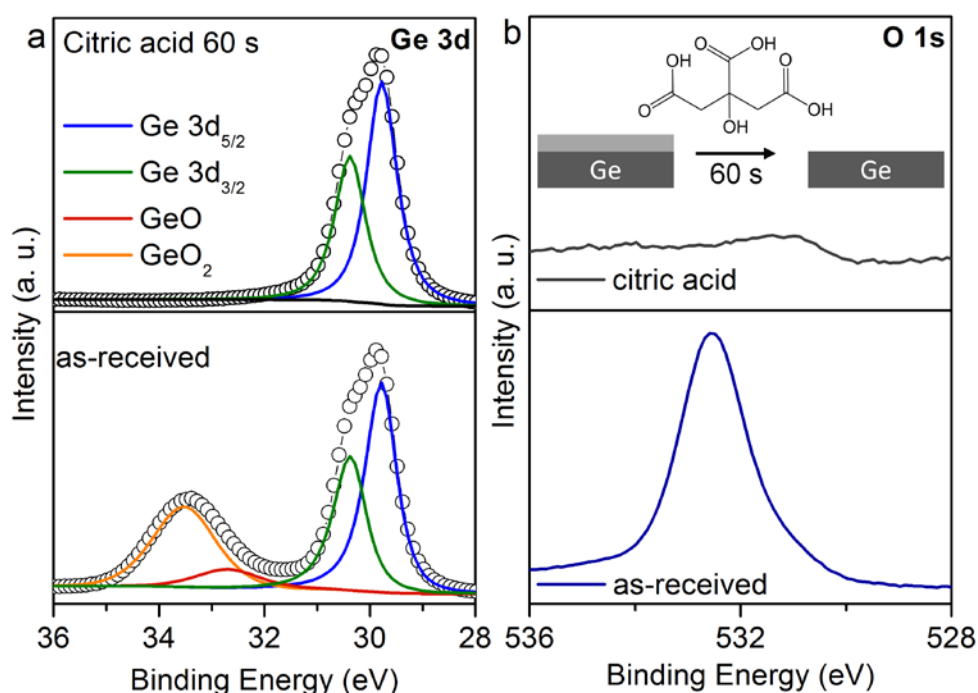 a
Citric acid 60 s
Ge 3d
Ge 3d5/2
Ge 3d3/2
GeO
GeO2
as-received
Intensity (a. u.)
Intensity (a. u.)
36 34 32 30 28
Binding Energy (eV)
b
O 1s
O
OH
OH
O
O
O
OH
OH
Ge
60 s
Ge
citric acid
as-received
Intensity (a. u.)
Intensity (a. u.)
536 532 528
Binding Energy (eV)